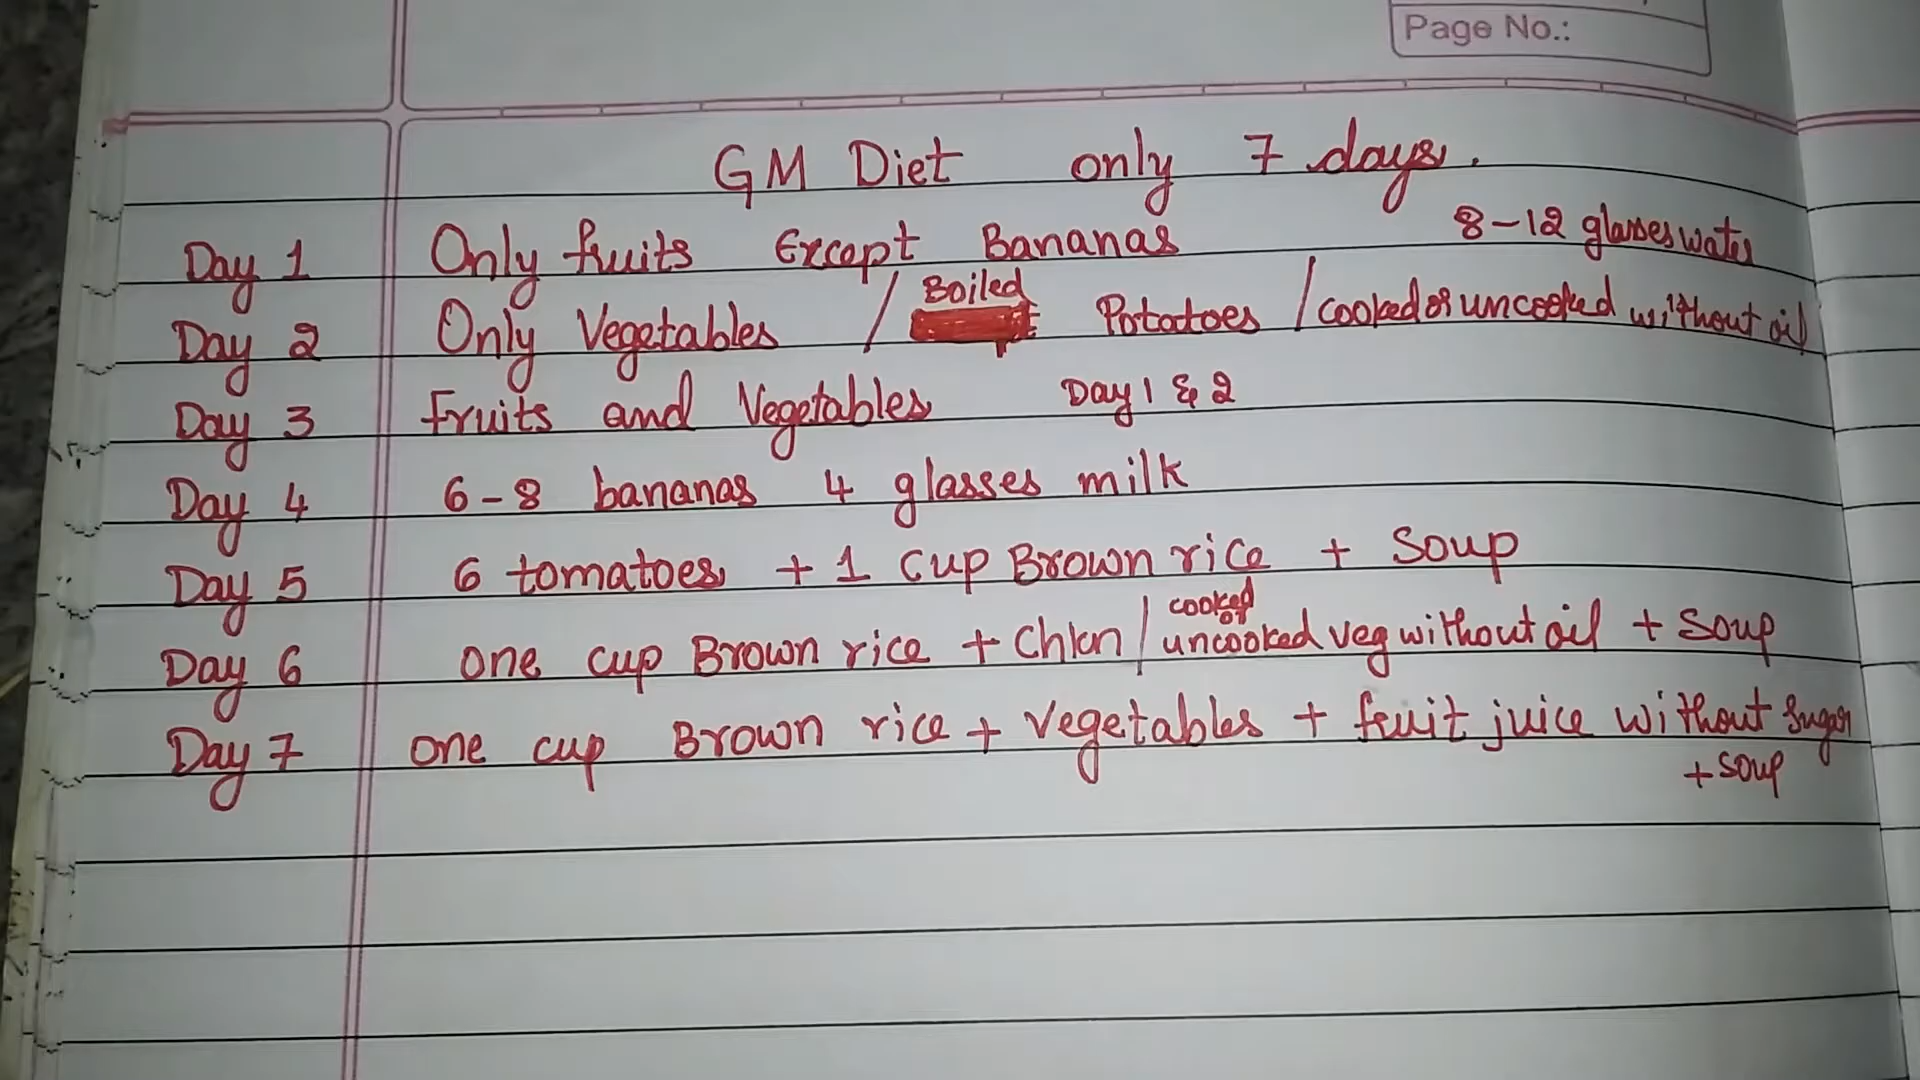 Page No.:
GM Diet only 7 days.
Day 1 Only fruits Except Bananas 8-12 glasses water
Day 2 Only Vegetables / Boiled Potatoes / cooked or uncooked without oil
Day 3 Fruits and Vegetables Day 1 & 2
Day 4 6-8 bananas 4 glasses milk
Day 5 6 tomatoes + 1 cup Brown rice + Soup
Day 6 one cup Brown rice + Chkn / cooked or uncooked veg without oil + Soup
Day 7 one cup Brown rice + vegetables + fruit juice without sugar
+ soup